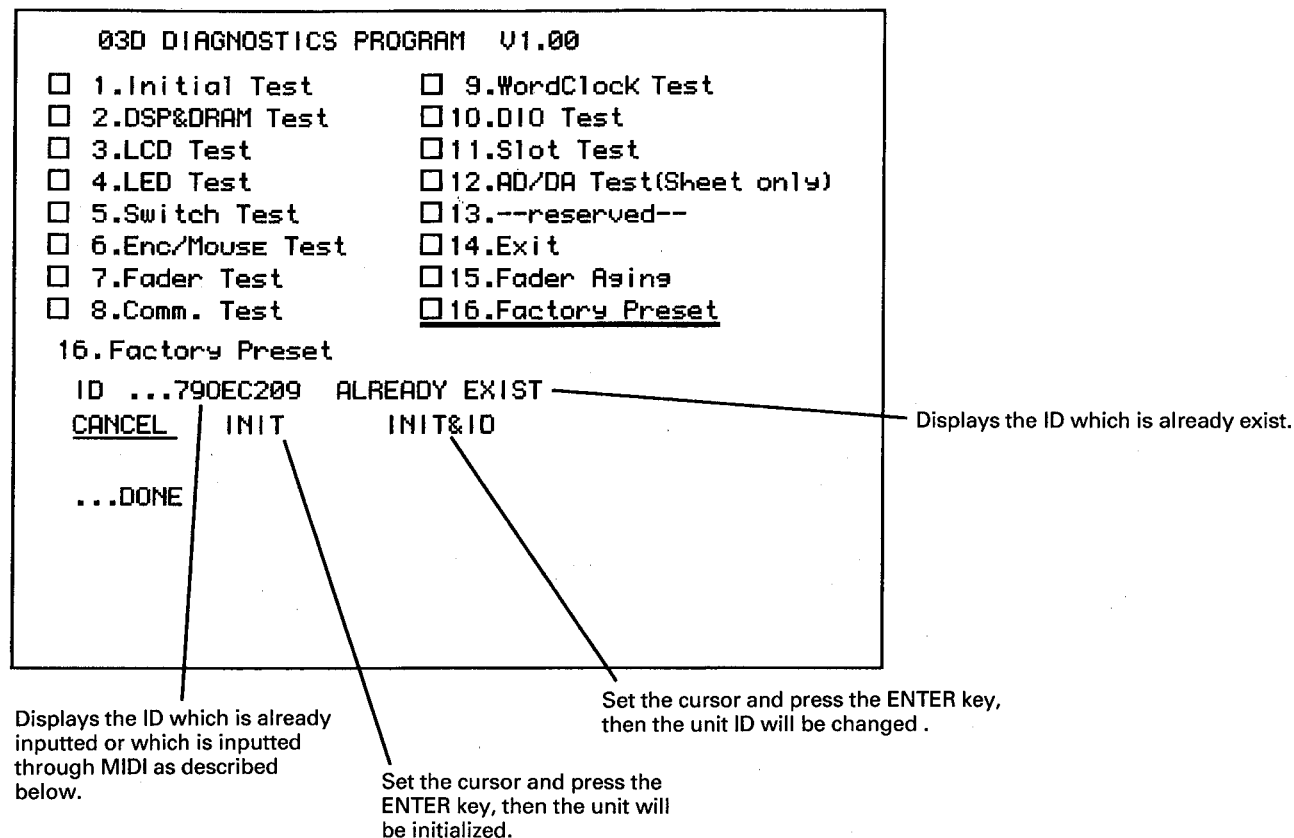 03D DIAGNOSTICS PROGRAM V1.00
1.Initial Test
2.DSP&DRAM Test
3.LCD Test
4.LED Test
5.Switch Test
6.Enc/Mouse Test
7.Fader Test
8.Comm. Test
9.WordClock Test
10.DIO Test
11.Slot Test
12.AD/DA Test(Sheet only)
13.--reserved--
14.Exit
15.Fader Aging
16.Factory Preset
16.Factory Preset
ID ...790EC209 ALREADY EXIST
CANCEL INIT INIT&ID
...DONE
Displays the ID which is already exist.
Displays the ID which is already
inputted or which is inputted
through MIDI as described
below.
Set the cursor and press the
ENTER key, then the unit will
be initialized.
Set the cursor and press the ENTER key,
then the unit ID will be changed .